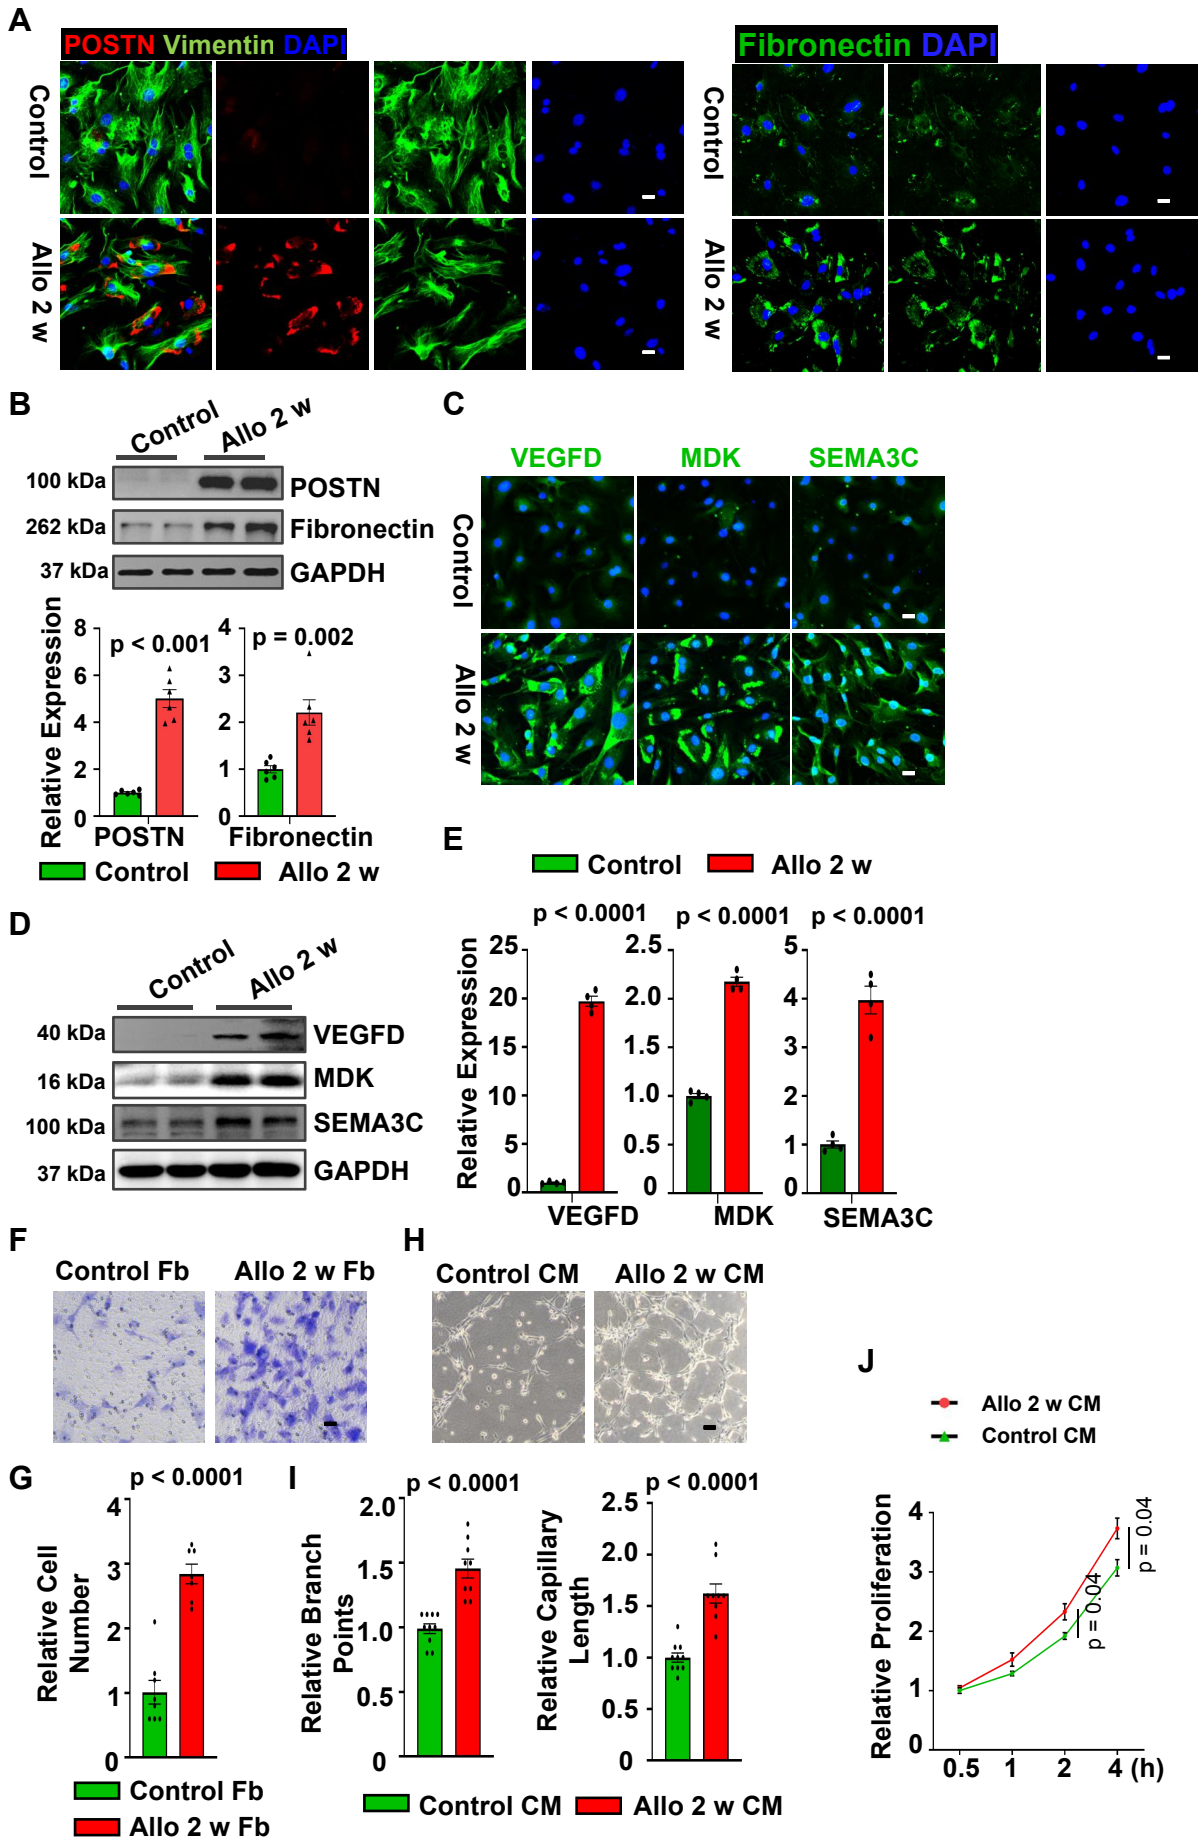 A
POSTN Vimentin DAPI
Fibronectin DAPI
Control
Allo 2 w
Control
Allo 2 w
B
Control
Allo 2 w
100 kDa
POSTN
262 kDa
Fibronectin
37 kDa
GAPDH
Relative Expression
8
6
4
2
0
p < 0.001
POSTN
4
3
2
1
0
p = 0.002
Fibronectin
Control
Allo 2 w
C
VEGFD
MDK
SEMA3C
Control
Allo 2 w
D
Control
Allo 2 w
40 kDa
VEGFD
16 kDa
MDK
100 kDa
SEMA3C
37 kDa
GAPDH
E
Control
Allo 2 w
Relative Expression
p < 0.0001
25
20
15
10
5
0
VEGFD
p < 0.0001
2.5
2.0
1.5
1.0
0.5
0
MDK
p < 0.0001
5
4
3
2
1
0
SEMA3C
F
Control Fb
Allo 2 w Fb
G
p < 0.0001
Relative Cell
Number
4
3
2
1
0
Control Fb
Allo 2 w Fb
H
Control CM
Allo 2 w CM
I
p < 0.0001
Relative Branch
Points
2.0
1.5
1.0
0.5
0
p < 0.0001
Relative Capillary
Length
2.5
2.0
1.5
1.0
0.5
0
Control CM
Allo 2 w CM
J
Allo 2 w CM
Control CM
Relative Proliferation
4
3
2
1
0
p = 0.04
p = 0.04
0.5
1
2
4 (h)